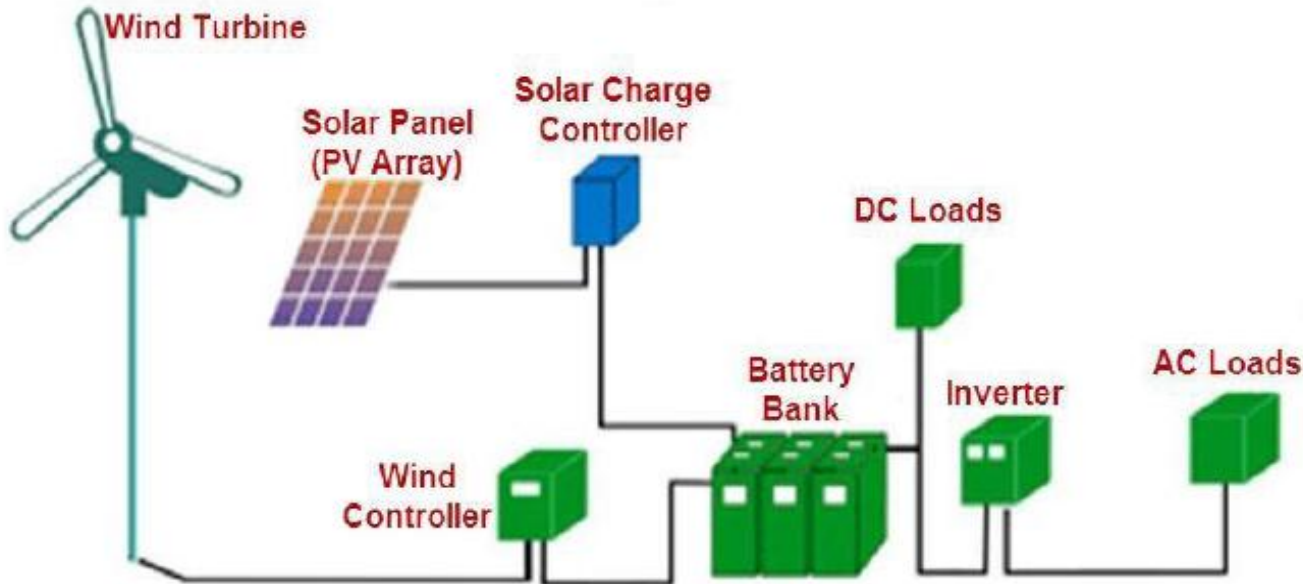 Wind Turbine
Solar Panel
(PV Array)
Solar Charge
Controller
DC Loads
Battery
Bank
Inverter
AC Loads
Wind
Controller